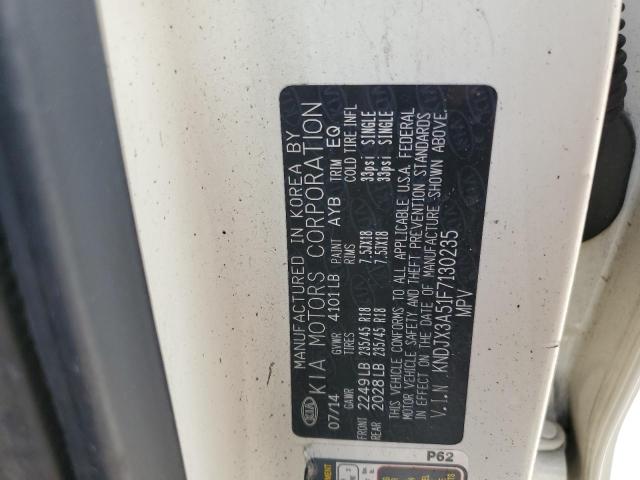 MANUFACTURED IN KOREA BY
KIA KIA MOTORS CORPORATION
07/14 GVWR 4101LB PAINT AYB TRIM EQ
GAWR TIRES RIMS COLD TIRE INFL
FRONT 2249LB 235/45 R18 7.5JX18 33psi SINGLE
REAR 2028LB 235/45 R18 7.5JX18 33psi SINGLE
THIS VEHICLE CONFORMS TO ALL APPLICABLE U.S.A. FEDERAL
MOTOR VEHICLE SAFETY AND THEFT PREVENTION STANDARDS
IN EFFECT ON THE DATE OF MANUFACTURE SHOWN ABOVE.
V.I.N KNDJX3A51F7130235
MPV
P62